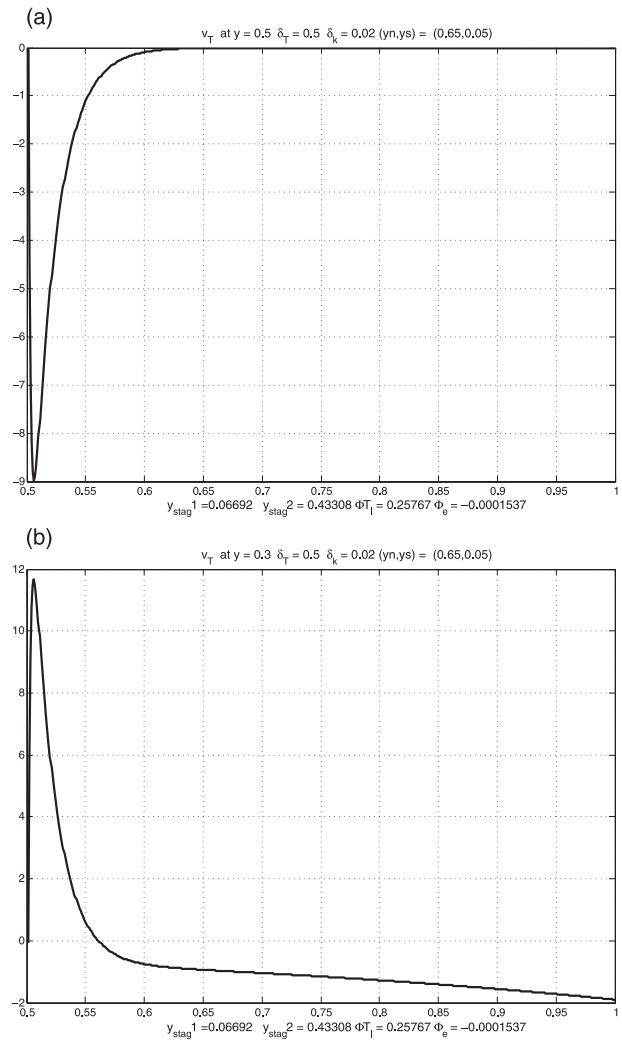 (a)
v_T at y = 0.5 δ_T = 0.5 δ_k = 0.02 (yn,ys) = (0.65,0.05)
0
−1
−2
−3
−4
−5
−6
−7
−8
−9
0.5 0.55 0.6 0.65 0.7 0.75 0.8 0.85 0.9 0.95 1
y_stag1 =0.06692 y_stag2 = 0.43308 ΦT_I = 0.25767 Φ_e = −0.0001537
(b)
v_T at y = 0.3 δ_T = 0.5 δ_k = 0.02 (yn,ys) = (0.65,0.05)
12
10
8
6
4
2
0
−2
0.5 0.55 0.6 0.65 0.7 0.75 0.8 0.85 0.9 0.95 1
y_stag1 =0.06692 y_stag2 = 0.43308 ΦT_I = 0.25767 Φ_e = −0.0001537